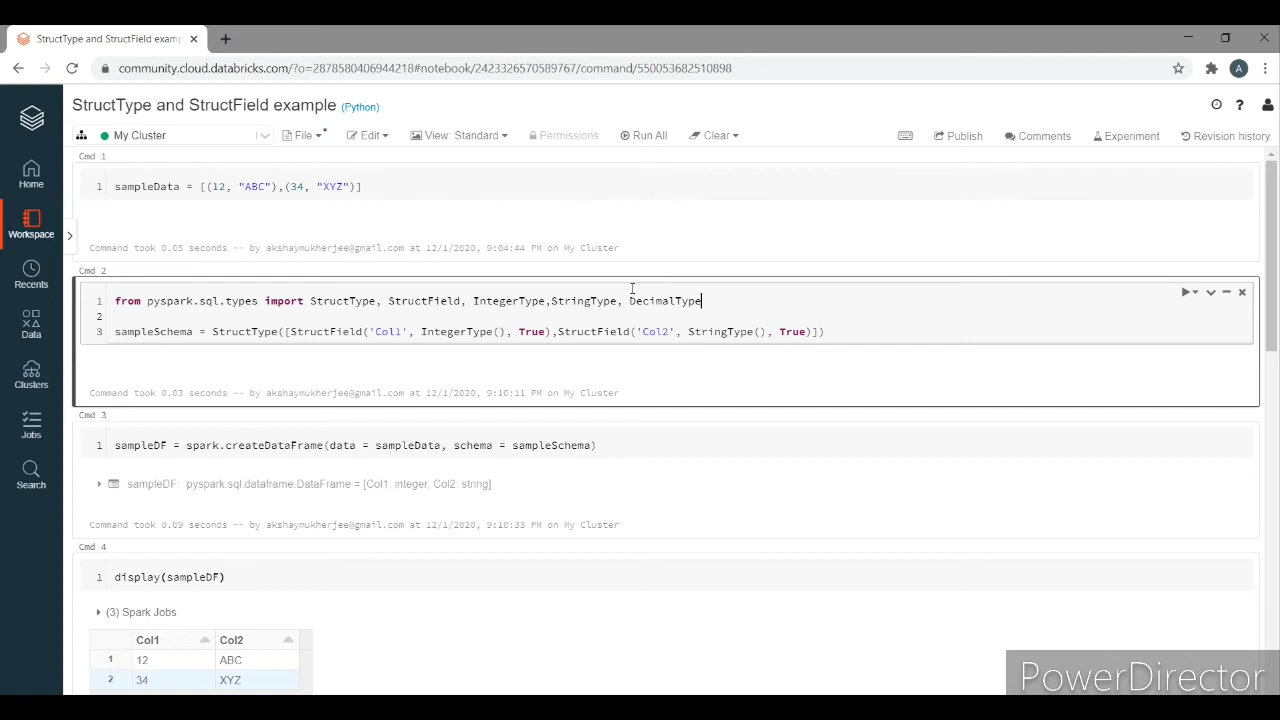 StructType and StructField examp
community.cloud.databricks.com/?o=2878580406944218#notebook/2423326570589767/command/550053682510898
A
StructType and StructField example (Python)
My Cluster File Edit View: Standard Permissions Run All Clear Publish Comments Experiment Revision history
Home
Workspace
Recents
Data
Clusters
Jobs
Search
Cmd 1
1 sampleData = [(12, "ABC"),(34, "XYZ")]
Command took 0.05 seconds -- by akshaymukherjee@gmail.com at 12/1/2020, 9:04:44 PM on My Cluster
Cmd 2
1 from pyspark.sql.types import StructType, StructField, IntegerType,StringType, DecimalType
2
3 sampleSchema = StructType([StructField('Col1', IntegerType(), True),StructField('Col2', StringType(), True)])
Command took 0.03 seconds -- by akshaymukherjee@gmail.com at 12/1/2020, 9:10:11 PM on My Cluster
Cmd 3
1 sampleDF = spark.createDataFrame(data = sampleData, schema = sampleSchema)
sampleDF: pyspark.sql.dataframe.DataFrame = [Col1: integer, Col2: string]
Command took 0.09 seconds -- by akshaymukherjee@gmail.com at 12/1/2020, 9:10:33 PM on My Cluster
Cmd 4
1 display(sampleDF)
(3) Spark Jobs
Col1 Col2
1 12 ABC
2 34 XYZ
PowerDirector